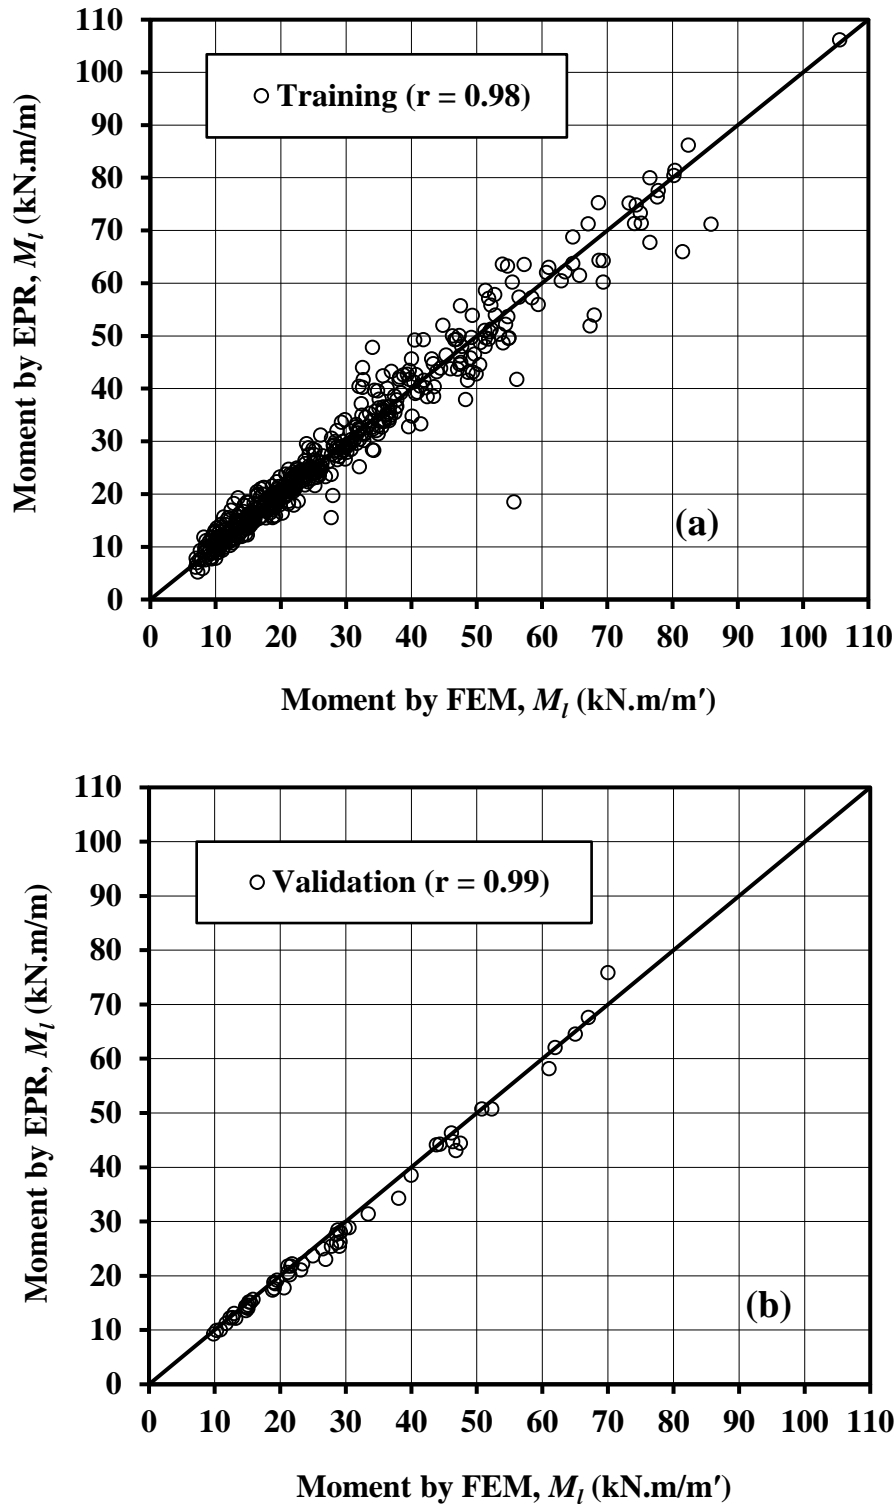 110
100
90
80
70
60
50
40
30
20
10
0
Moment by EPR, Ml (kN.m/m)
Training (r = 0.98)
(a)
0 10 20 30 40 50 60 70 80 90 100 110
Moment by FEM, Ml (kN.m/m′)
110
100
90
80
70
60
50
40
30
20
10
0
Moment by EPR, Ml (kN.m/m)
Validation (r = 0.99)
(b)
0 10 20 30 40 50 60 70 80 90 100 110
Moment by FEM, Ml (kN.m/m′)